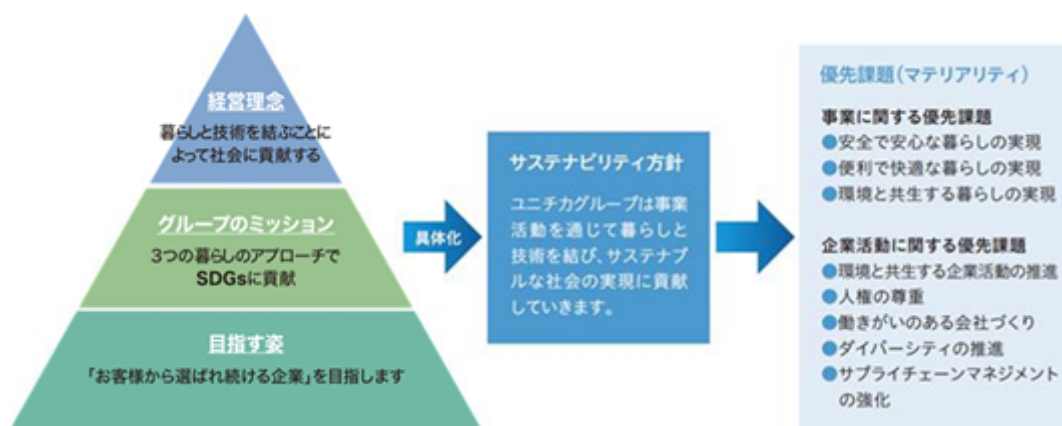 経営理念
暮らしと技術を結ぶことに
よって社会に貢献する
グループのミッション
3つの暮らしのアプローチで
SDGsに貢献
目指す姿
「お客様から選ばれ続ける企業」を目指します
具体化
サステナビリティ方針
ユニチカグループは事業
活動を通じて暮らしと
技術を結び、サステナブ
ルな社会の実現に貢献
していきます。
優先課題(マテリアリティ)
事業に関する優先課題
●安全で安心な暮らしの実現
●便利で快適な暮らしの実現
●環境と共生する暮らしの実現
企業活動に関する優先課題
●環境と共生する企業活動の推進
●人権の尊重
●働きがいのある会社づくり
●ダイバーシティの推進
●サプライチェーンマネジメント
の強化